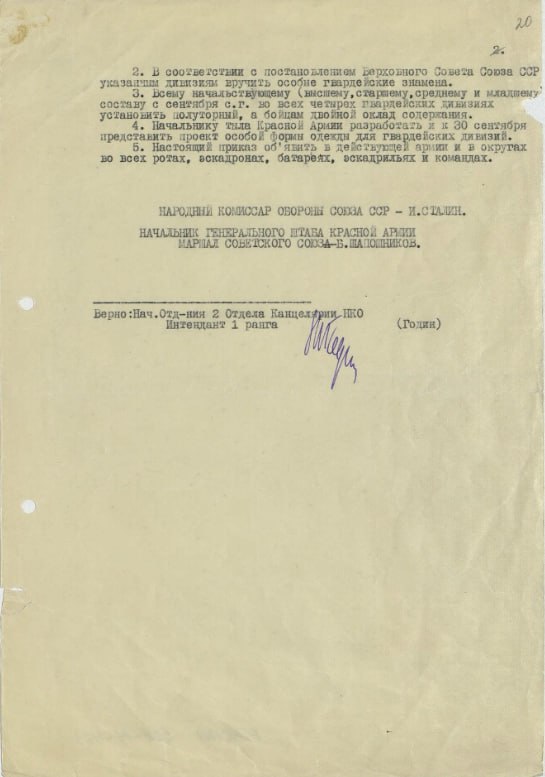 20
2.
2. В соответствии с постановлением Верховного Совета Союза ССР
указанным дивизиям вручить особые гвардейские знамена.
3. Всему начальствующему (высшему,старшему,среднему и младшему
составу с сентября с.г. во всех четырех гвардейских дивизиях
установить полуторный, а бойцам двойной оклад содержания.
4. Начальнику тыла Красной Армии разработать и к 30 сентября
представить проект особой формы одежды для гвардейских дивизий.
5. Настоящий приказ об'явить в действующей армии и в округах
во всех ротах, эскадронах, батареях, эскадрильях и командах.
НАРОДНЫЙ КОМИССАР ОБОРОНЫ СОЮЗА ССР - И.СТАЛИН.
НАЧАЛЬНИК ГЕНЕРАЛЬНОГО ШТАБА КРАСНОЙ АРМИИ
МАРШАЛ СОВЕТСКОГО СОЮЗА-Б.ШАПОШНИКОВ.
Верно:Нач.Отд-ния 2 Отдела Канцелярии НКО
Интендант 1 ранга (Годин)